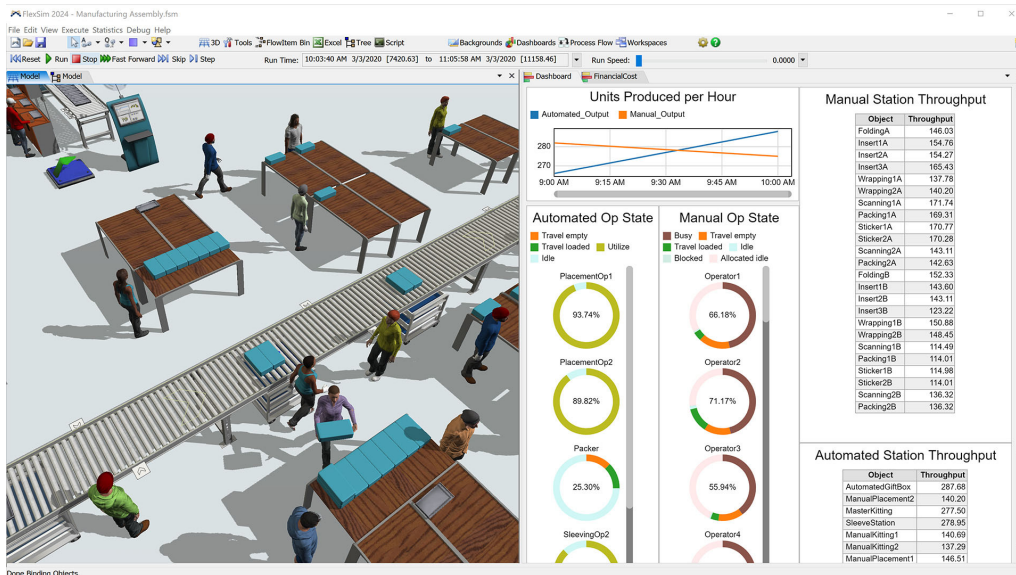 FlexSim 2024 - Manufacturing Assembly.fsm
File Edit View Execute Statistics Debug Help
3D Tools FlowItem Bin Excel Tree Script Backgrounds Dashboards Process Flow Workspaces
Reset Run Stop Fast Forward Skip Step Run Time: 10:03:40 AM 3/3/2020 [7420.63] to 11:05:58 AM 3/3/2020 [11158.46] Run Speed: 0.0000
Model Model Dashboard FinancialCost
Units Produced per Hour
Automated_Output Manual_Output
280
270
9:00 AM 9:15 AM 9:30 AM 9:45 AM 10:00 AM
Automated Op State
Travel empty
Travel loaded Utilize
Idle
PlacementOp1
93.74%
PlacementOp2
89.82%
Packer
25.30%
SleevingOp2
Manual Op State
Busy Travel empty
Travel loaded Idle
Blocked Allocated idle
Operator1
66.18%
Operator2
71.17%
Operator3
55.94%
Operator4
Manual Station Throughput
Object Throughput
FoldingA 146.03
Insert1A 154.76
Insert2A 154.27
Insert3A 165.43
Wrapping1A 137.78
Wrapping2A 140.20
Scanning1A 171.74
Packing1A 169.31
Sticker1A 170.77
Sticker2A 170.28
Scanning2A 143.11
Packing2A 142.63
FoldingB 152.33
Insert1B 143.60
Insert2B 143.11
Insert3B 123.22
Wrapping1B 150.88
Wrapping2B 148.45
Scanning1B 114.49
Packing1B 114.01
Sticker1B 114.98
Sticker2B 114.01
Scanning2B 136.32
Packing2B 136.32
Automated Station Throughput
Object Throughput
AutomatedGiftBox 287.68
ManualPlacement2 140.20
MasterKitting 277.50
SleeveStation 278.95
ManualKitting1 140.69
ManualKitting2 137.29
ManualPlacement1 146.51
Done Binding Objects